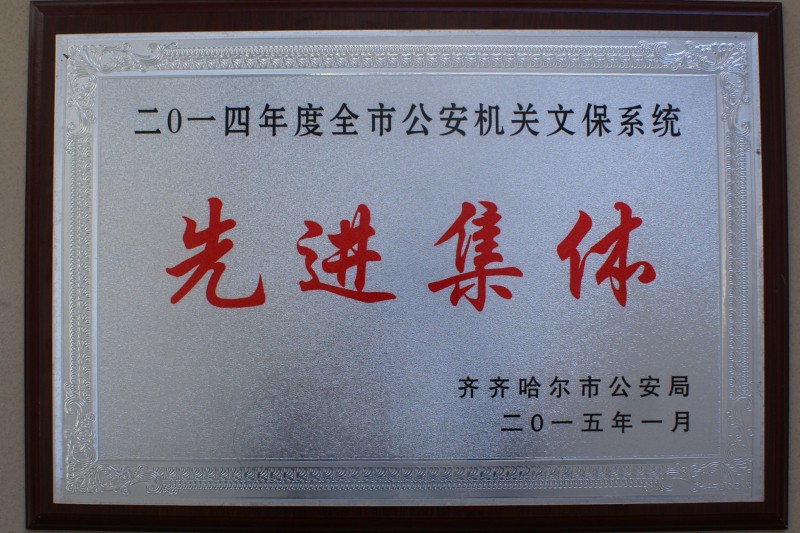 二0一四年度全市公安机关文保系统
先进集体
齐齐哈尔市公安局
二0一五年一月